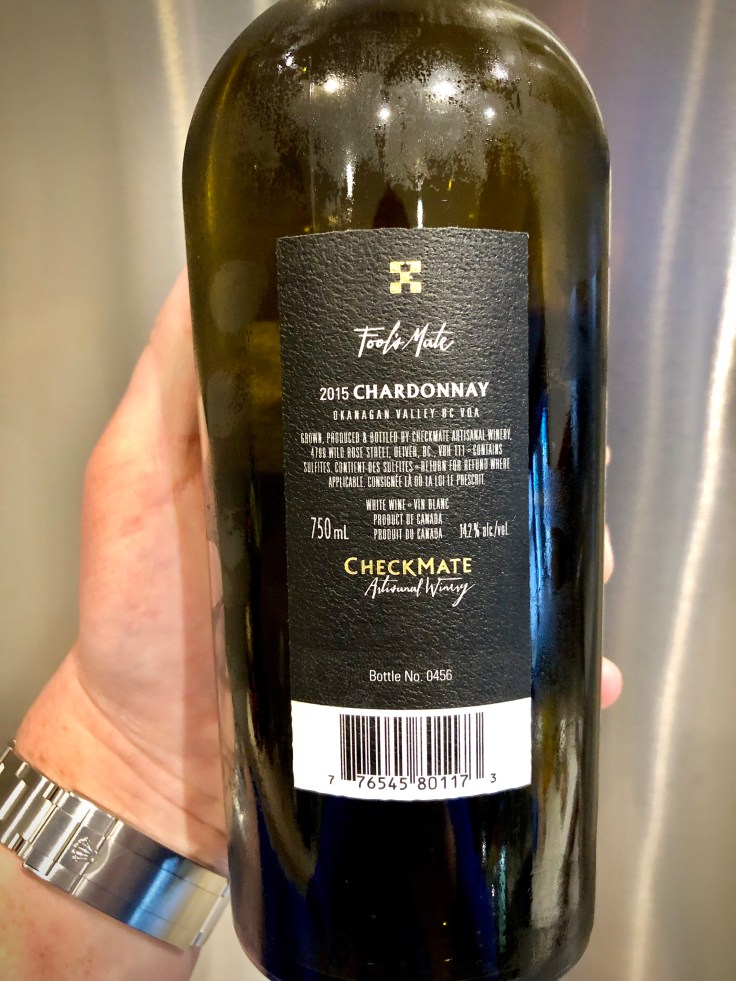 Fool's Mate
2015 CHARDONNAY
OKANAGAN VALLEY BC VQA
GROWN, PRODUCED & BOTTLED BY CHECKMATE ARTISANAL WINERY,
4799 WILD ROSE STREET, OLIVER, BC, V0H 1T1 • CONTAINS
SULFITES, CONTIENT DES SULFITES • RETURN FOR REFUND WHERE
APPLICABLE, CONSIGNÉE LÀ OÙ LA LOI LE PRESCRIT.
WHITE WINE • VIN BLANC
PRODUCT OF CANADA
750 mL PRODUIT DU CANADA 14.2% alc/vol.
CHECKMATE
Artisanal Winery
Bottle No. 0456
7 76545 80117 3